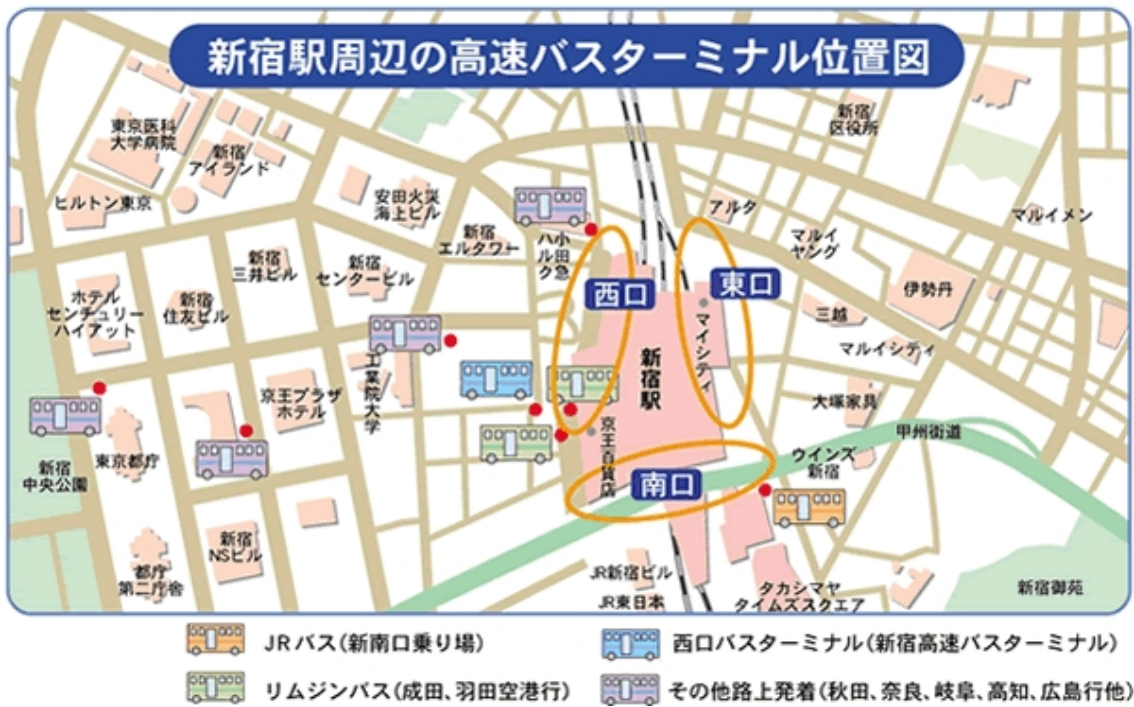 新宿駅周辺の高速バスターミナル位置図
東京医科
大学病院
新宿
アイランド
ヒルトン東京
安田火災
海上ビル
新宿
エルタワー
小田急
ハルク
新宿
区役所
アルタ
マルイ
ヤング
マルイメン
伊勢丹
三越
マルイシティ
大塚家具
甲州街道
ウインズ
新宿
新宿
三井ビル
新宿
センタービル
ホテル
センチュリー
ハイアット
新宿
住友ビル
西口
東口
マイシティ
新宿駅
工業院大学
京王プラザ
ホテル
京王百貨店
南口
新宿
中央公園
東京都庁
新宿
NSビル
都庁
第二庁舎
JR新宿ビル
JR東日本
タカシマヤ
タイムズスクエア
新宿御苑
JRバス(新南口乗り場)
西口バスターミナル(新宿高速バスターミナル)
リムジンバス(成田、羽田空港行)
その他路上発着(秋田、奈良、岐阜、高知、広島行他)